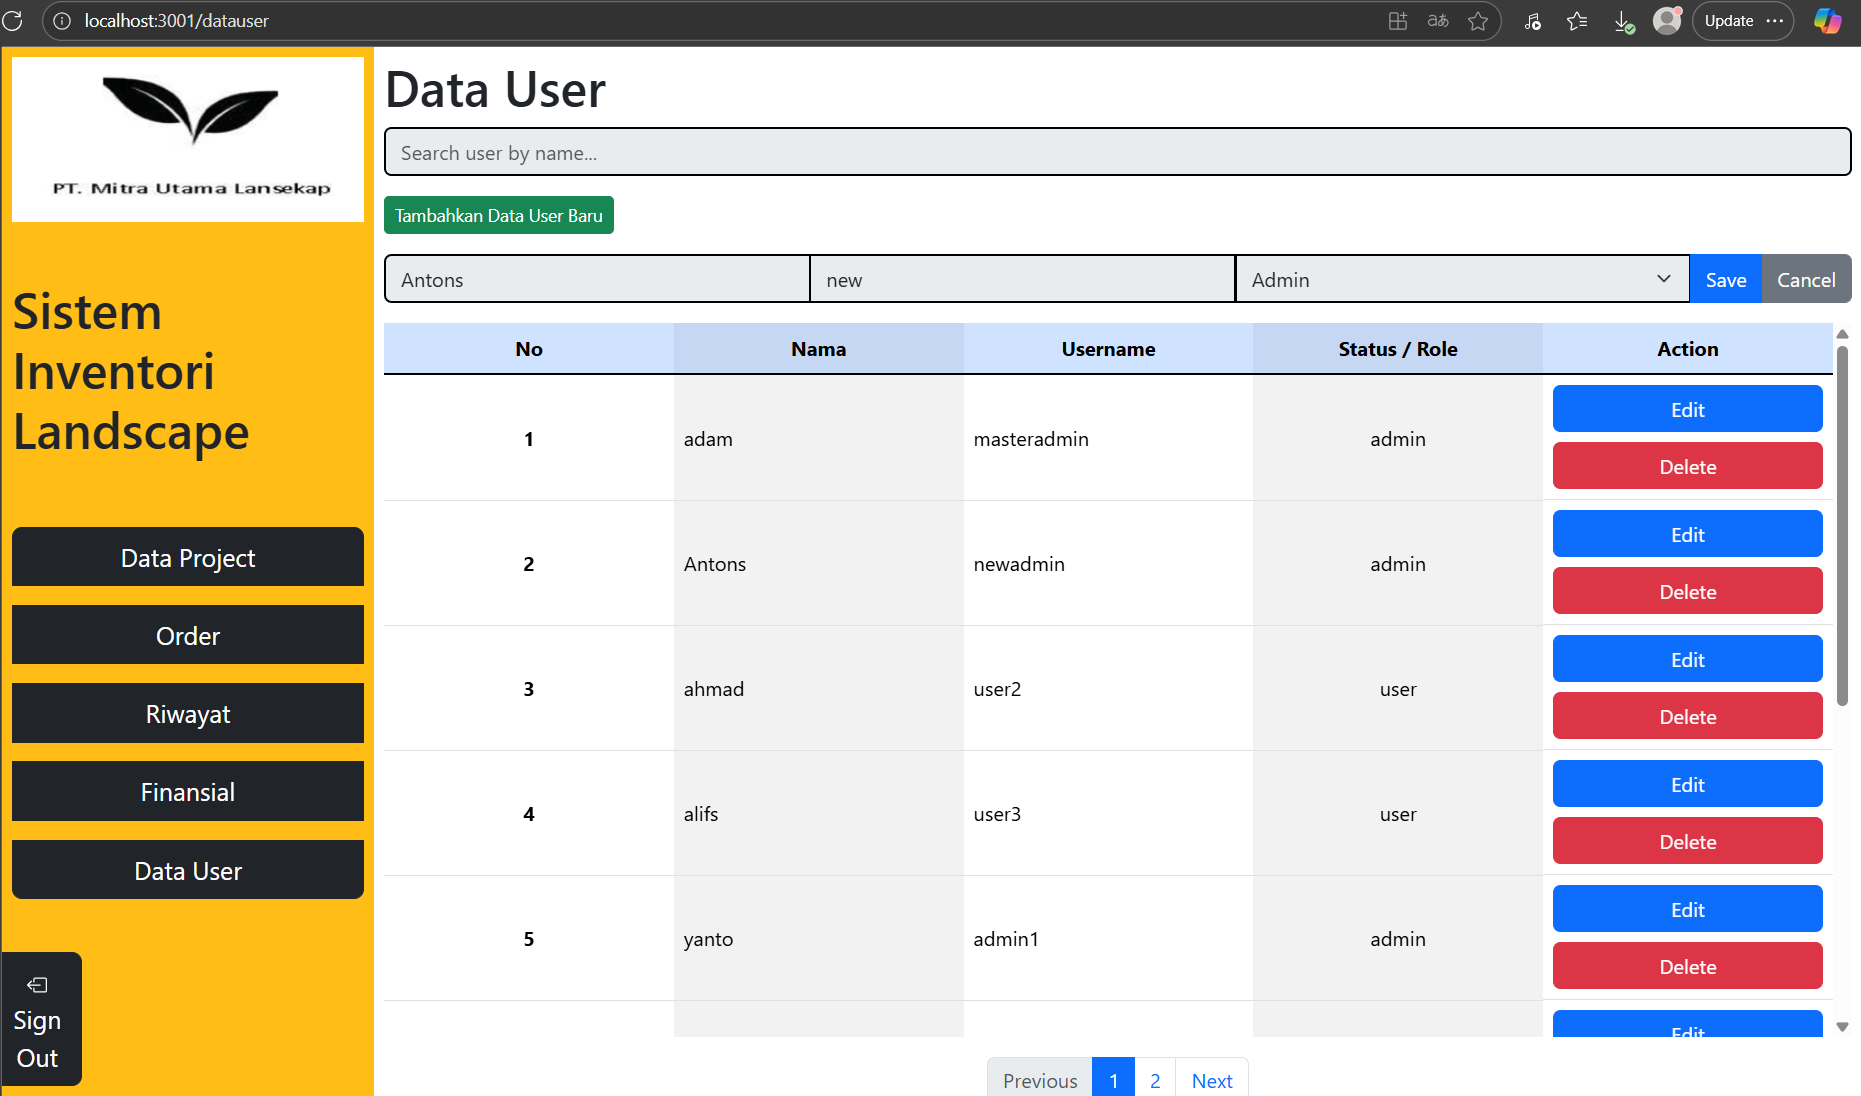 localhost:3001/datauser
Update
PT. Mitra Utama Lansekap
Sistem
Inventori
Landscape
Data Project
Order
Riwayat
Finansial
Data User
Sign
Out
Data User
Search user by name...
Tambahkan Data User Baru
Antons new Admin Save Cancel
No Nama Username Status / Role Action
1 adam masteradmin admin Edit
Delete
2 Antons newadmin admin Edit
Delete
3 ahmad user2 user Edit
Delete
4 alifs user3 user Edit
Delete
5 yanto admin1 admin Edit
Delete
Edit
Previous 1 2 Next